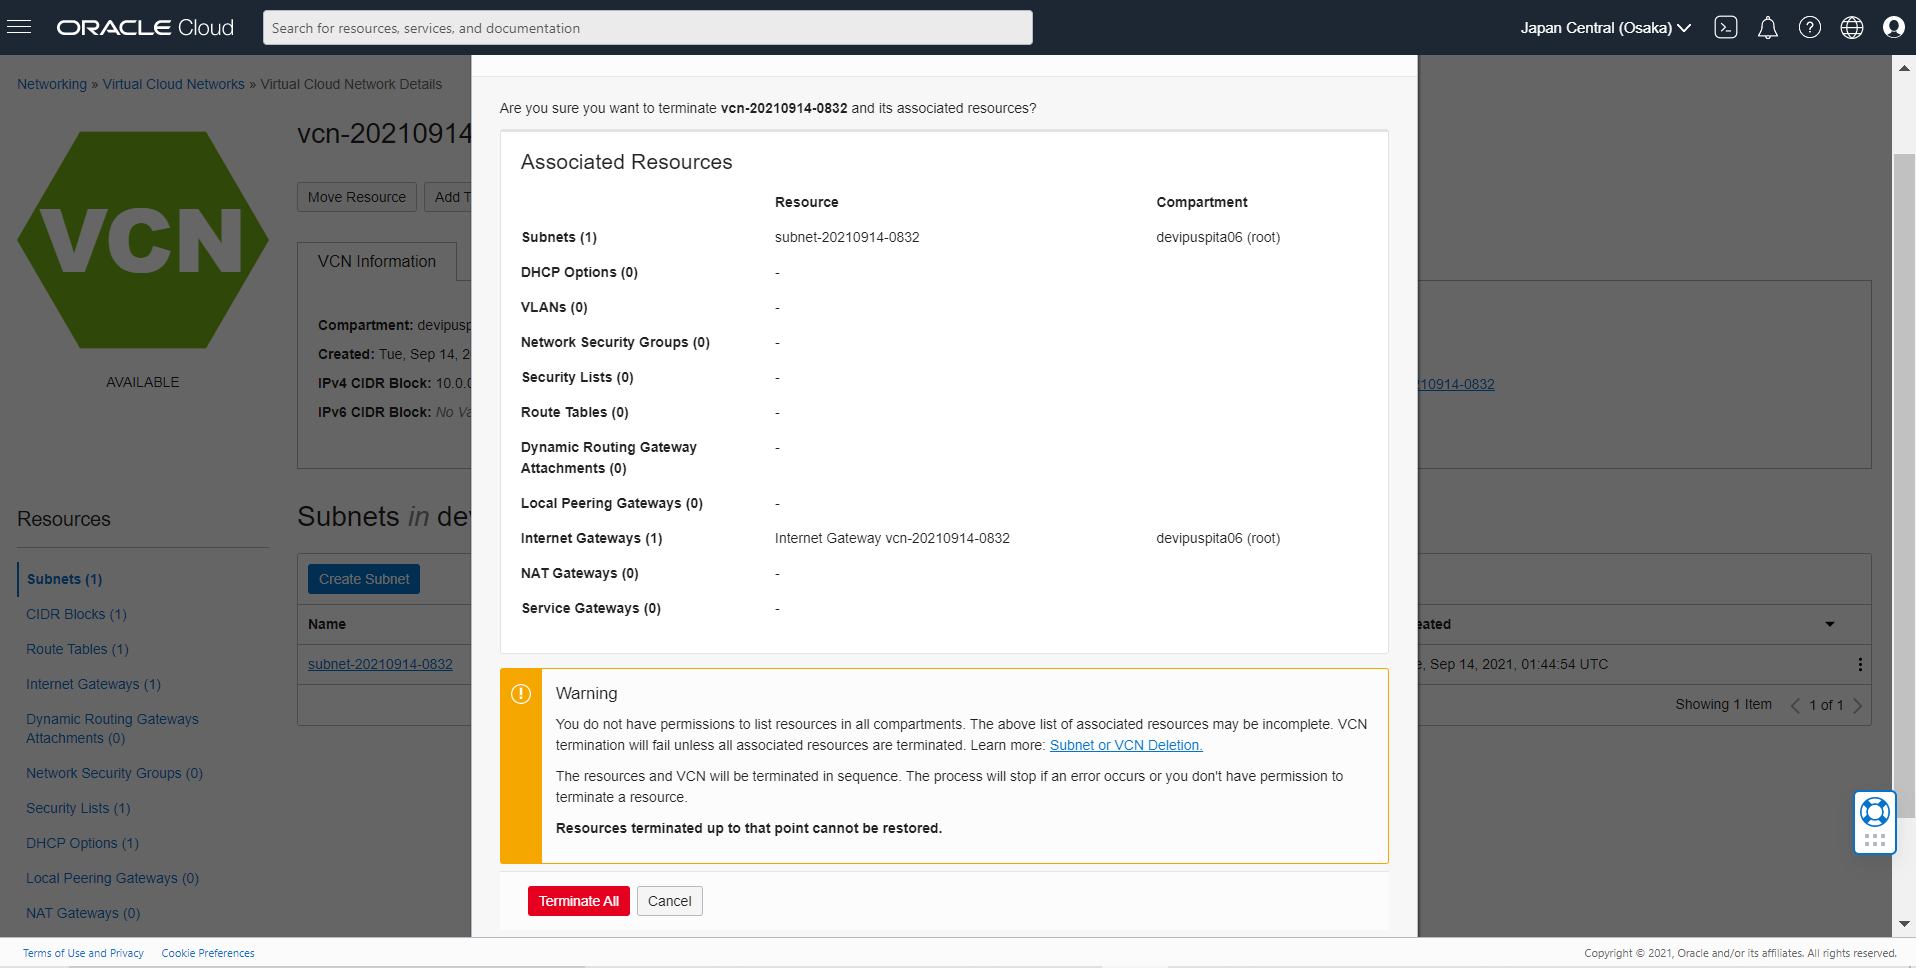 ORACLE Cloud
Search for resources, services, and documentation
Japan Central (Osaka)
Networking » Virtual Cloud Networks » Virtual Cloud Network Details
VCN
AVAILABLE
vcn-20210914
Move Resource
Add T
VCN Information
Compartment: devipusp
Created: Tue, Sep 14, 2
IPv4 CIDR Block: 10.0.0
IPv6 CIDR Block: No Va
10914-0832
Resources
Subnets (1)
CIDR Blocks (1)
Route Tables (1)
Internet Gateways (1)
Dynamic Routing Gateways
Attachments (0)
Network Security Groups (0)
Security Lists (1)
DHCP Options (1)
Local Peering Gateways (0)
NAT Gateways (0)
Subnets in dev
Create Subnet
Name
eated
subnet-20210914-0832
e, Sep 14, 2021, 01:44:54 UTC
Showing 1 Item
1 of 1
Are you sure you want to terminate vcn-20210914-0832 and its associated resources?
Associated Resources
Resource Compartment
Subnets (1) subnet-20210914-0832 devipuspita06 (root)
DHCP Options (0) -
VLANs (0) -
Network Security Groups (0) -
Security Lists (0) -
Route Tables (0) -
Dynamic Routing Gateway -
Attachments (0)
Local Peering Gateways (0) -
Internet Gateways (1) Internet Gateway vcn-20210914-0832 devipuspita06 (root)
NAT Gateways (0) -
Service Gateways (0) -
Warning
You do not have permissions to list resources in all compartments. The above list of associated resources may be incomplete. VCN
termination will fail unless all associated resources are terminated. Learn more: Subnet or VCN Deletion.
The resources and VCN will be terminated in sequence. The process will stop if an error occurs or you don't have permission to
terminate a resource.
Resources terminated up to that point cannot be restored.
Terminate All
Cancel
Terms of Use and Privacy Cookie Preferences
Copyright © 2021, Oracle and/or its affiliates. All rights reserved.